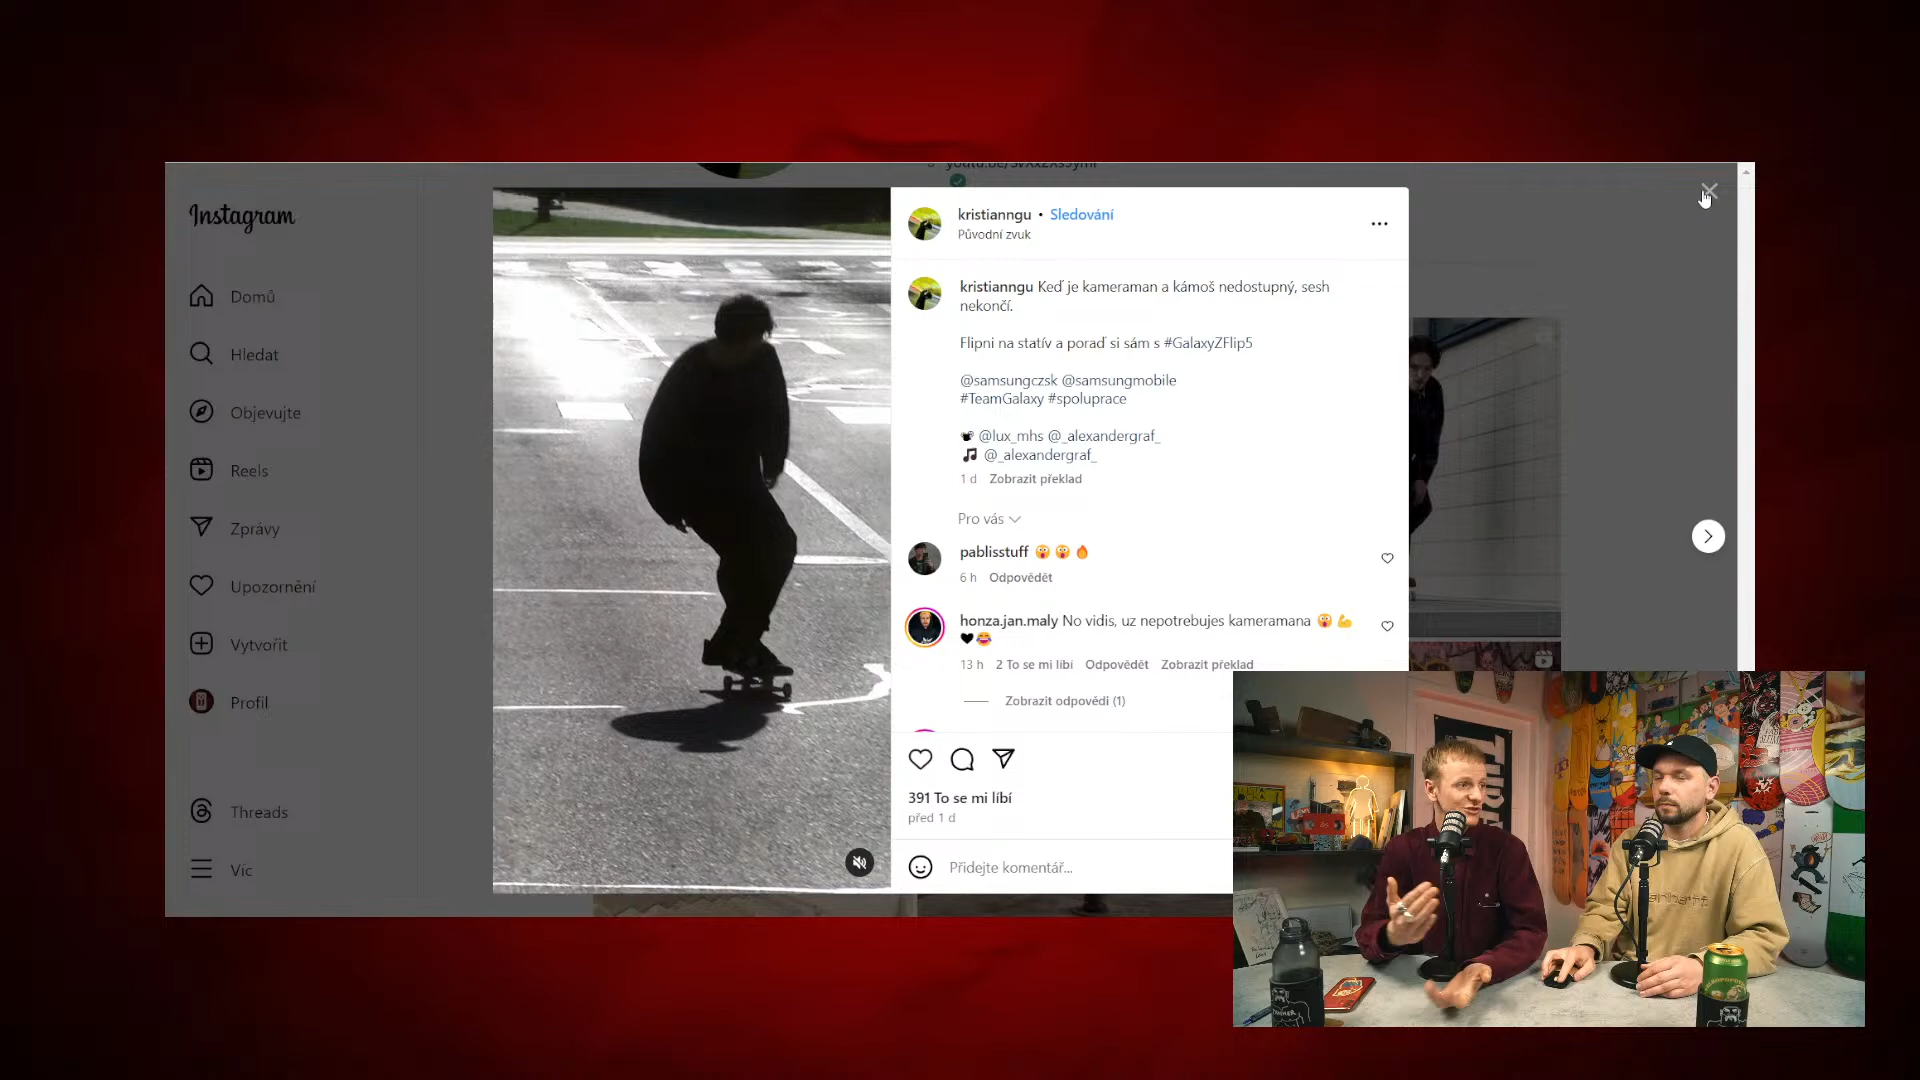 Instagram
Domů
Hledat
Objevujte
Reels
Zprávy
Upozornění
Vytvořit
Profil
Threads
Víc
kristianngu • Sledování
Původní zvuk
kristianngu Keď je kameraman a kámoš nedostupný, sesh
nekončí.
Flipni na statív a poraď si sám s #GalaxyZFlip5
@samsungczsk @samsungmobile
#TeamGalaxy #spoluprace
📽 @lux_mhs @_alexandergraf_
🎵 @_alexandergraf_
1 d Zobrazit překlad
Pro vás
pablisstuff 😲 😲 🔥
6 h Odpovědět
honza.jan.maly No vidis, uz nepotrebujes kameramana 😲 💪
🖤😂
13 h 2 To se mi líbí Odpovědět Zobrazit překlad
Zobrazit odpovědi (1)
391 To se mi líbí
před 1 d
Přidejte komentář...